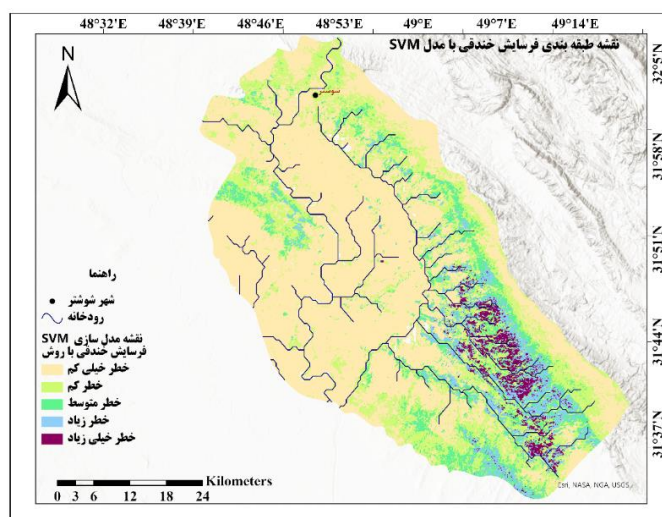 48°32'E 48°39'E 48°46'E 48°53'E 49°E 49°7'E 49°14'E
نقشه طبقه بندی فرسایش خندقی با مدل SVM
N
شوشتر
32°5'N
31°58'N
31°51'N
31°44'N
31°37'N
راهنما
شهر شوشتر
رودخانه
نقشه مدل سازی SVM
فرسایش خندقی با روش
خطر خیلی کم
خطر کم
خطر متوسط
خطر زیاد
خطر خیلی زیاد
Kilometers
0 3 6 12 18 24
Esri, NASA, NGA, USGS